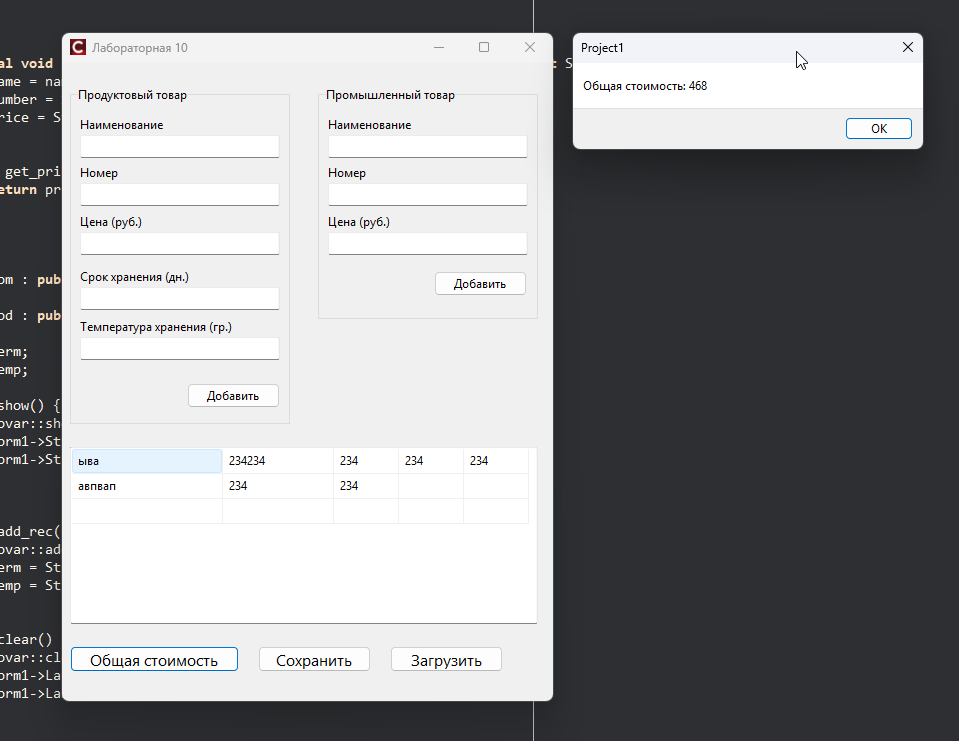 al void
ame = na
umber =
rice = S
get_pri
eturn pr
om : pub
od : pub
erm;
emp;
show() {
ovar::sh
orm1->St
orm1->St
add_rec(
ovar::ad
erm = St
emp = St
clear()
ovar::cl
orm1->La
orm1->La
: S
C Лабораторная 10
Продуктовый товар
Наименование
Номер
Цена (руб.)
Срок хранения (дн.)
Температура хранения (гр.)
Добавить
Промышленный товар
Наименование
Номер
Цена (руб.)
Добавить
ыва 234234 234 234 234
авпвап 234 234
Общая стоимость Сохранить Загрузить
Project1
Общая стоимость: 468
OK